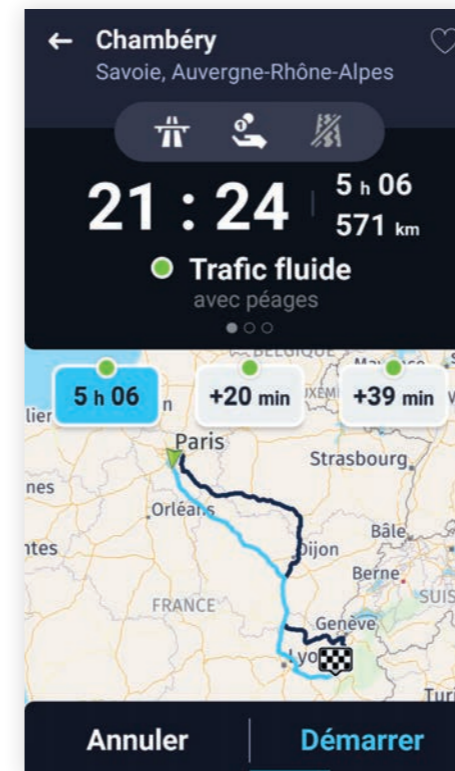 Chambéry
Savoie, Auvergne-Rhône-Alpes
21 : 24
5 h 06
571 km
Trafic fluide
avec péages
BELGIQUE
5 h 06
+20 min
+39 min
Paris
Strasbourg
Orléans
Dijon
Bâle
Berne
FRANCE
Genève
Annuler
Démarrer